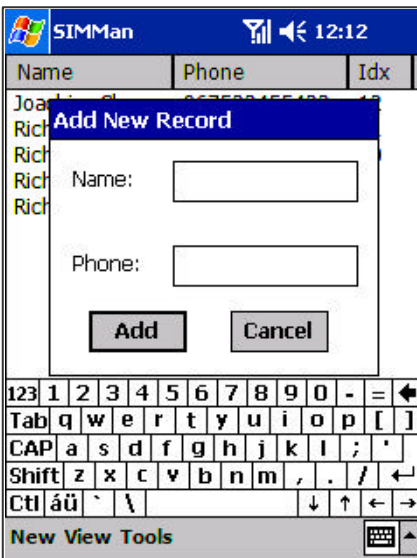 SIMMan 12:12
Name Phone Idx
Add New Record
Rich
Rich
Name:
Rich
Rich
Phone:
Add Cancel
123 1 2 3 4 5 6 7 8 9 0 - =
Tab q w e r t y u i o p [ ]
CAP a s d f g h j k l ; '
Shift z x c v b n m , . /
Ctl áü ` \
New View Tools